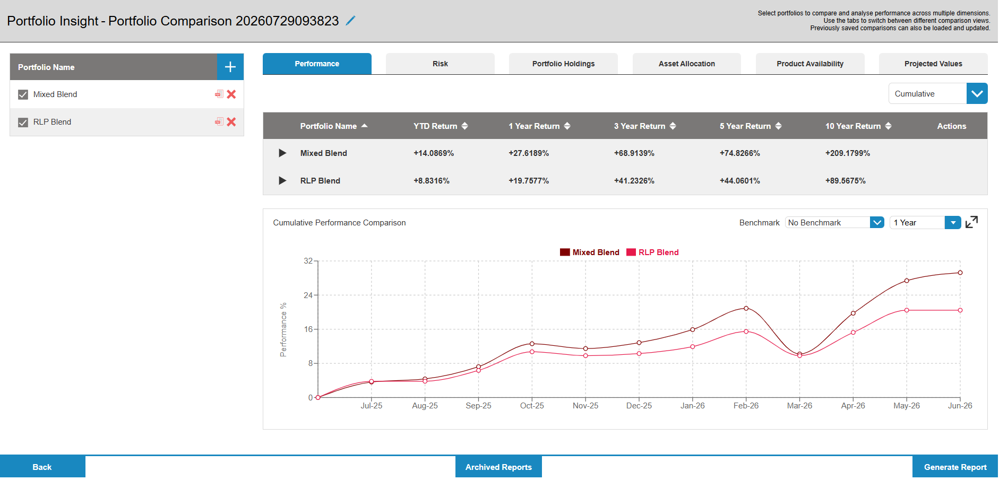 Portfolio Insight - Portfolio Comparison 20260729093823
Select portfolios to compare and analyse performance across multiple dimensions.
Use the tabs to switch between different comparison views.
Previously saved comparisons can also be loaded and updated.
Portfolio Name
Mixed Blend
RLP Blend
Performance
Risk
Portfolio Holdings
Asset Allocation
Product Availability
Projected Values
Cumulative
Portfolio Name YTD Return 1 Year Return 3 Year Return 5 Year Return 10 Year Return Actions
Mixed Blend +14.0869% +27.6189% +68.9139% +74.8266% +209.1799%
RLP Blend +8.8316% +19.7577% +41.2326% +44.0601% +89.5675%
Cumulative Performance Comparison
Benchmark No Benchmark 1 Year
Mixed Blend RLP Blend
Performance %
32
24
16
8
0
Jul-25 Aug-25 Sep-25 Oct-25 Nov-25 Dec-25 Jan-26 Feb-26 Mar-26 Apr-26 May-26 Jun-26
Back
Archived Reports
Generate Report